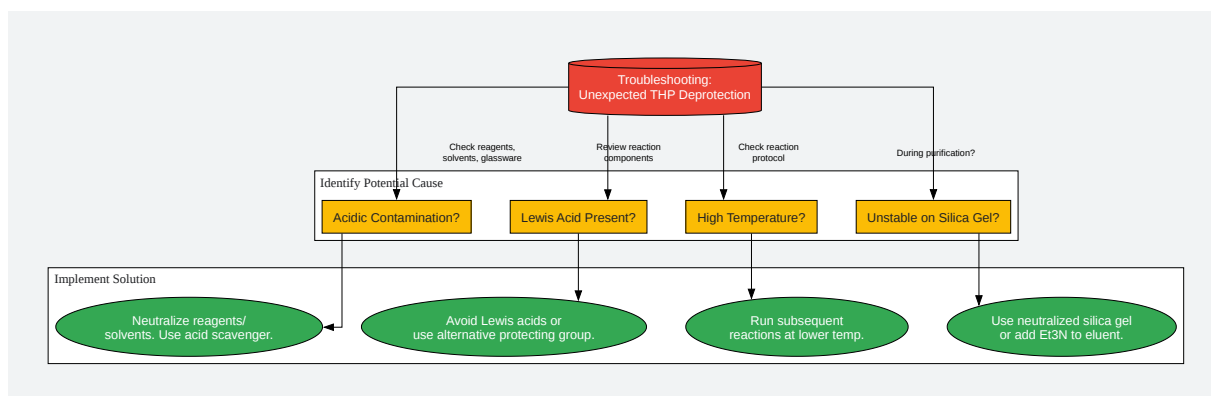 Troubleshooting:
Unexpected THP Deprotection
Check reagents,
solvents, glassware
Review reaction
components
Check reaction
protocol
During purification?
Identify Potential Cause
Acidic Contamination?
Lewis Acid Present?
High Temperature?
Unstable on Silica Gel?
Implement Solution
Neutralize reagents/
solvents. Use acid scavenger.
Avoid Lewis acids or
use alternative protecting group.
Run subsequent
reactions at lower temp.
Use neutralized silica gel
or add Et3N to eluent.